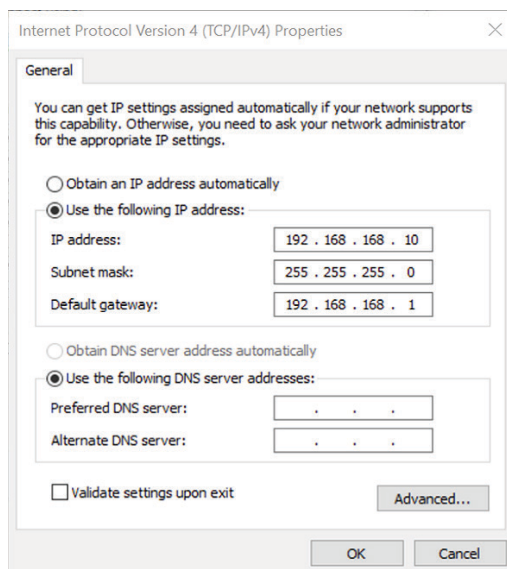 Internet Protocol Version 4 (TCP/IPv4) Properties
General
You can get IP settings assigned automatically if your network supports
this capability. Otherwise, you need to ask your network administrator
for the appropriate IP settings.
Obtain an IP address automatically
Use the following IP address:
IP address: 192 . 168 . 168 . 10
Subnet mask: 255 . 255 . 255 . 0
Default gateway: 192 . 168 . 168 . 1
Obtain DNS server address automatically
Use the following DNS server addresses:
Preferred DNS server: . . .
Alternate DNS server: . . .
Validate settings upon exit
Advanced...
OK Cancel